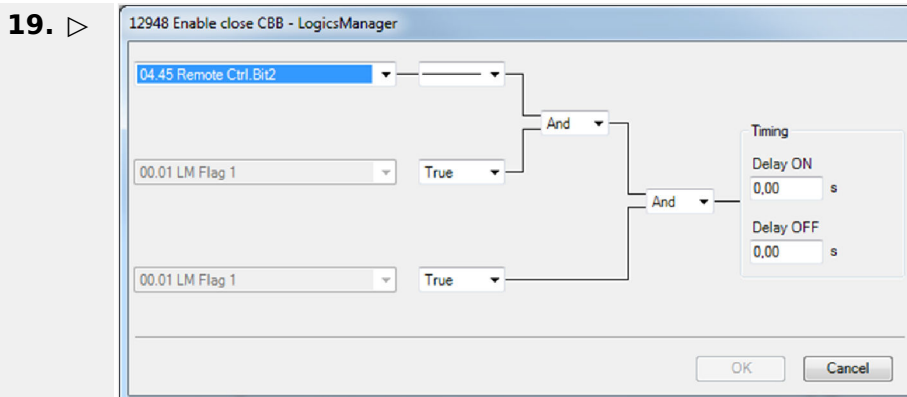 19. ▷
12948 Enable close CBB - LogicsManager
04.45 Remote Ctrl.Bit2
And
Timing
Delay ON
00.01 LM Flag 1 True
0,00 s
And
Delay OFF
0,00 s
00.01 LM Flag 1 True
OK Cancel